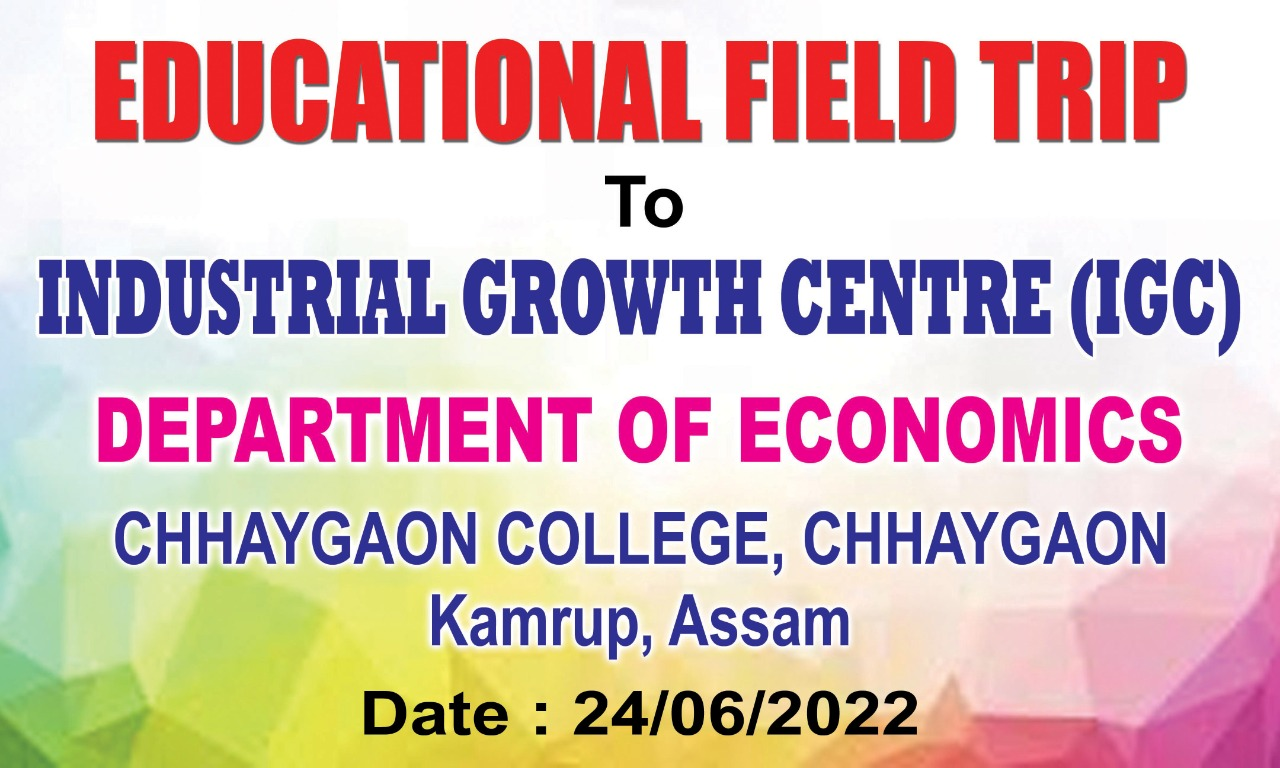 EDUCATIONAL FIELD TRIP
To
INDUSTRIAL GROWTH CENTRE (IGC)
DEPARTMENT OF ECONOMICS
CHHAYGAON COLLEGE, CHHAYGAON
Kamrup, Assam
Date : 24/06/2022